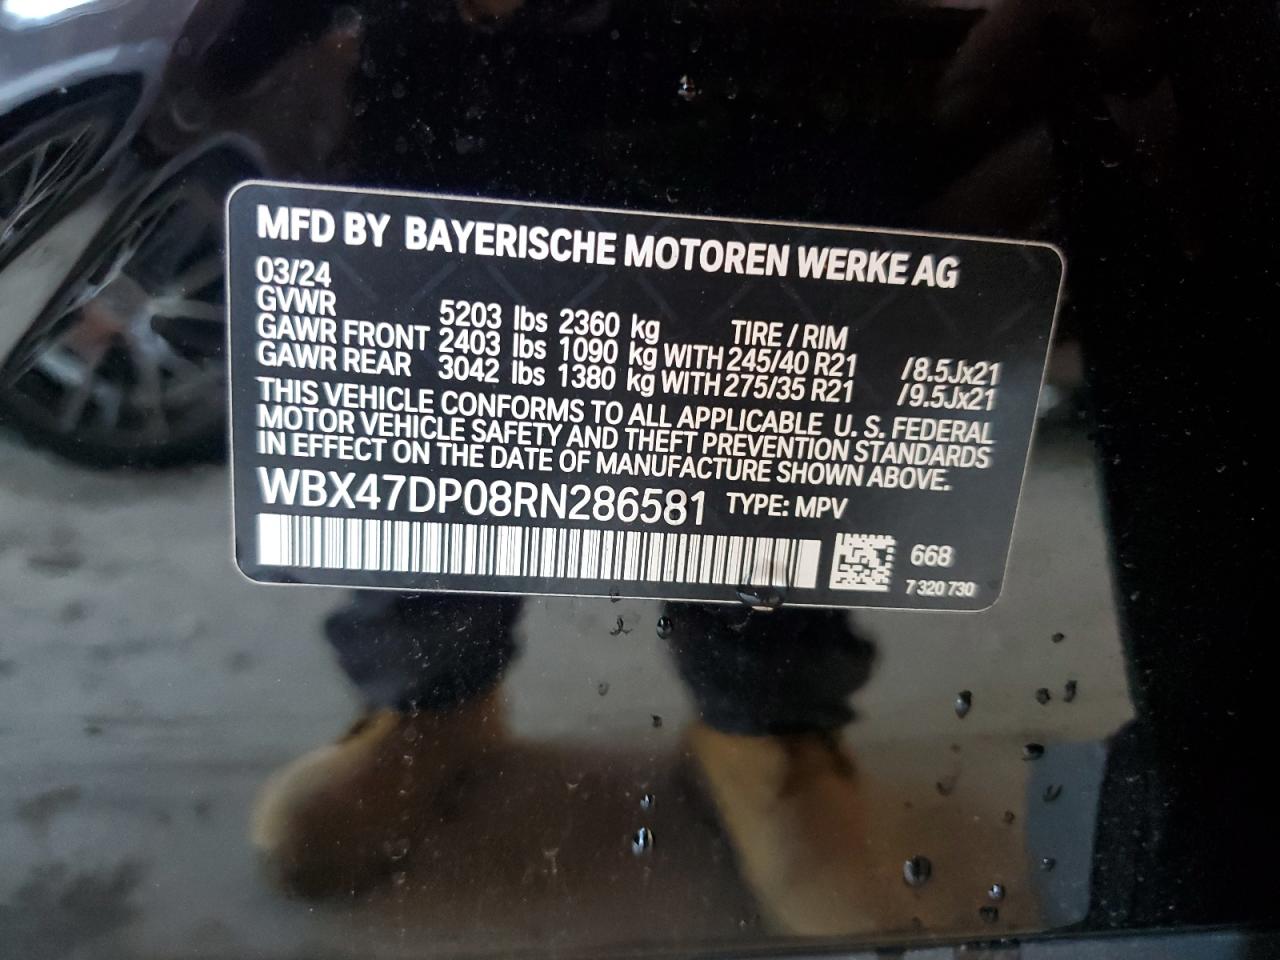 MFD BY BAYERISCHE MOTOREN WERKE AG
03/24
GVWR 5203 lbs 2360 kg TIRE / RIM
GAWR FRONT 2403 lbs 1090 kg WITH 245/40 R21 /8.5Jx21
GAWR REAR 3042 lbs 1380 kg WITH 275/35 R21 /9.5Jx21
THIS VEHICLE CONFORMS TO ALL APPLICABLE U. S. FEDERAL
MOTOR VEHICLE SAFETY AND THEFT PREVENTION STANDARDS
IN EFFECT ON THE DATE OF MANUFACTURE SHOWN ABOVE.
WBX47DP08RN286581 TYPE: MPV
668
7 320 730